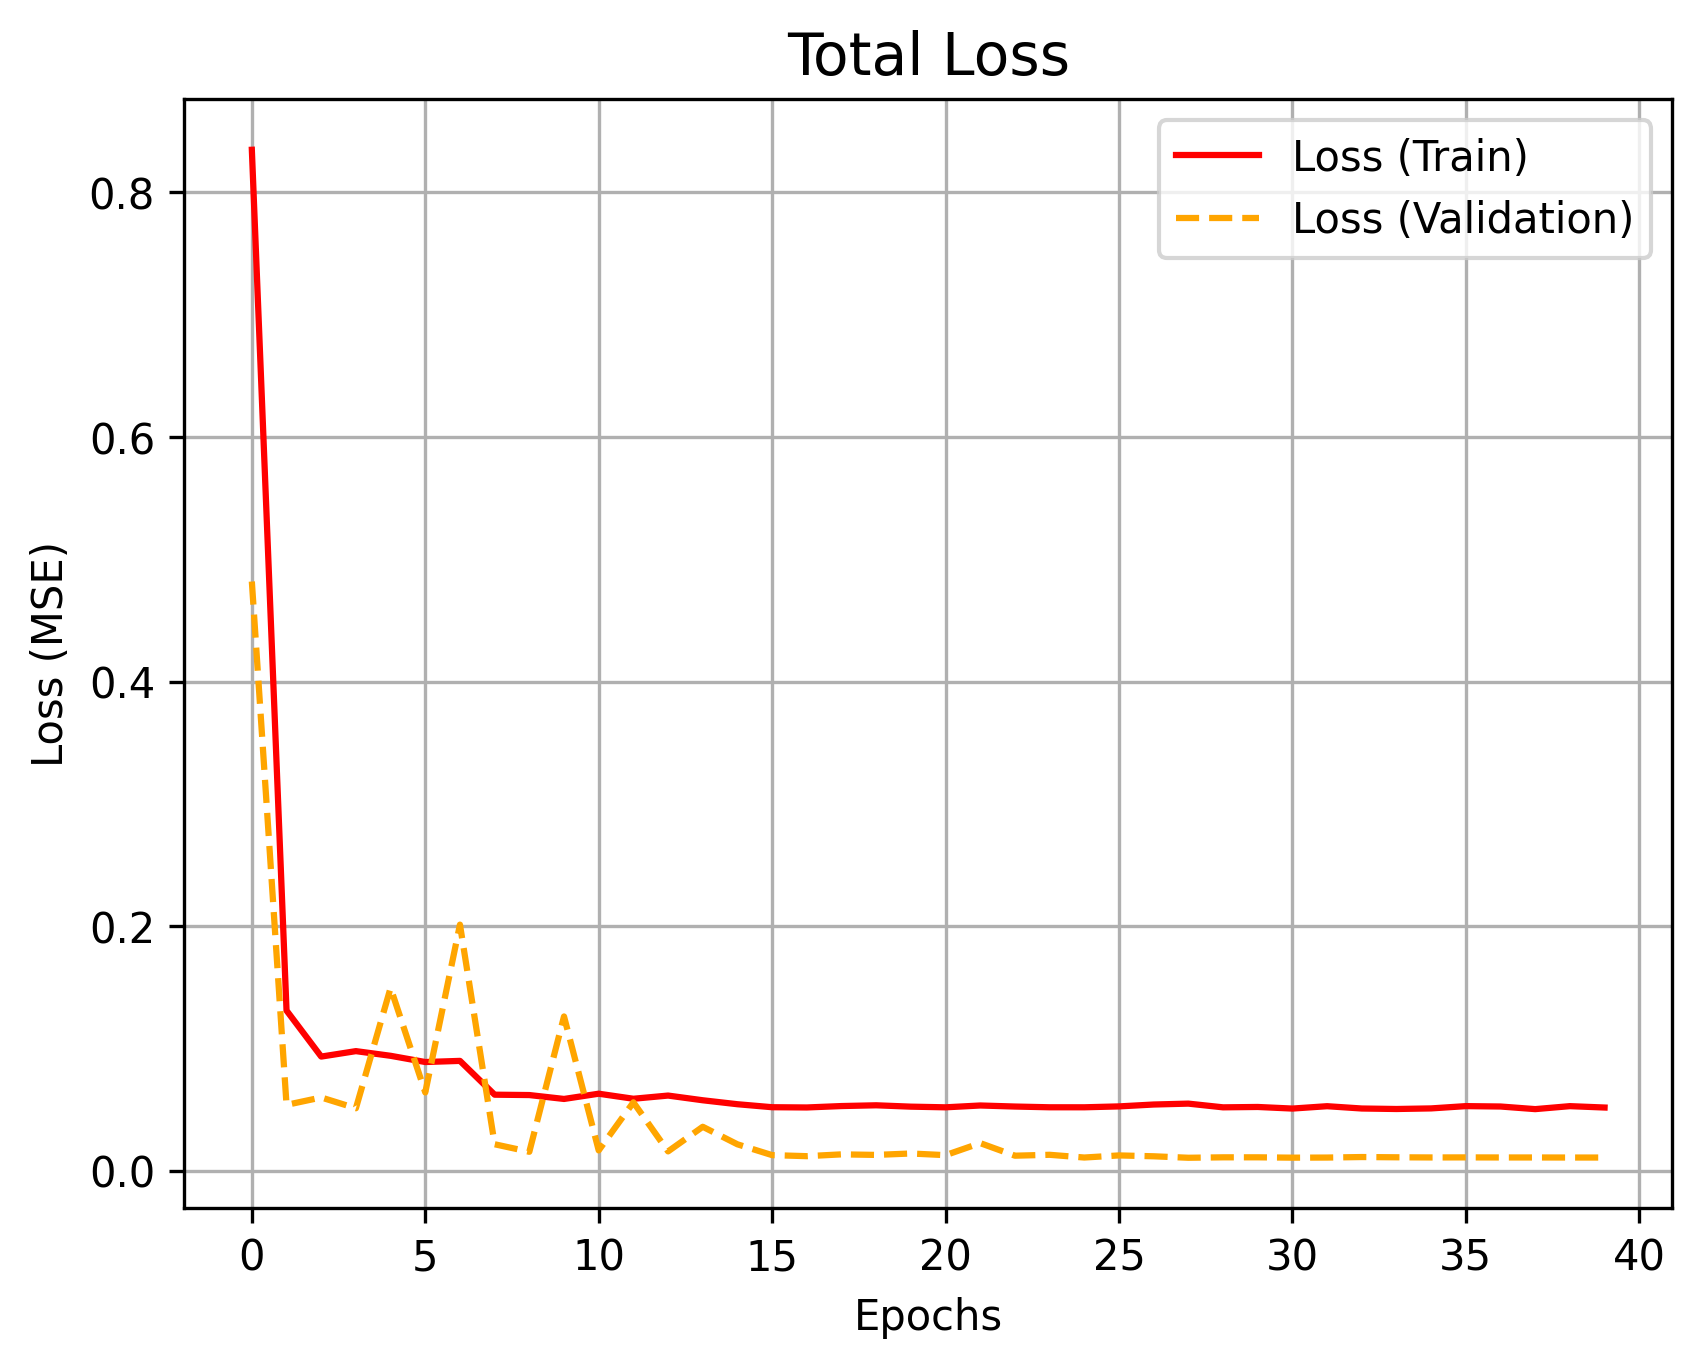 Total Loss
Loss (Train)
Loss (Validation)
0.8
0.6
0.4
0.2
0.0
Loss (MSE)
0 5 10 15 20 25 30 35 40
Epochs